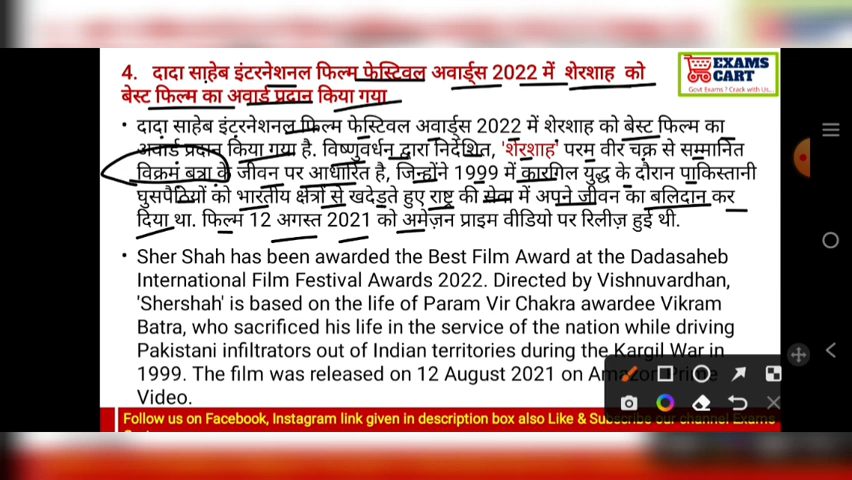 4. दादा साहेब इंटरनेशनल फिल्म फेस्टिवल अवार्ड्स 2022 में शेरशाह को
बेस्ट फिल्म का अवार्ड प्रदान किया गया
EXAMS
CART
Govt Exams ? Crack with Us...
• दादा साहेब इंटरनेशनल फिल्म फेस्टिवल अवार्ड्स 2022 में शेरशाह को बेस्ट फिल्म का
अवार्ड प्रदान किया गया है. विष्णुवर्धन द्वारा निर्देशित, 'शेरशाह' परम वीर चक्र से सम्मानित
विक्रम बत्रा के जीवन पर आधारित है, जिन्होंने 1999 में कारगिल युद्ध के दौरान पाकिस्तानी
घुसपैठियों को भारतीय क्षेत्रों से खदेड़ते हुए राष्ट्र की सेवा में अपने जीवन का बलिदान कर
दिया था. फिल्म 12 अगस्त 2021 को अमेज़न प्राइम वीडियो पर रिलीज़ हुई थी.
• Sher Shah has been awarded the Best Film Award at the Dadasaheb
International Film Festival Awards 2022. Directed by Vishnuvardhan,
'Shershah' is based on the life of Param Vir Chakra awardee Vikram
Batra, who sacrificed his life in the service of the nation while driving
Pakistani infiltrators out of Indian territories during the Kargil War in
1999. The film was released on 12 August 2021 on Amazon Prime
Video.
Follow us on Facebook, Instagram link given in description box also Like & Subscribe our channel Exams